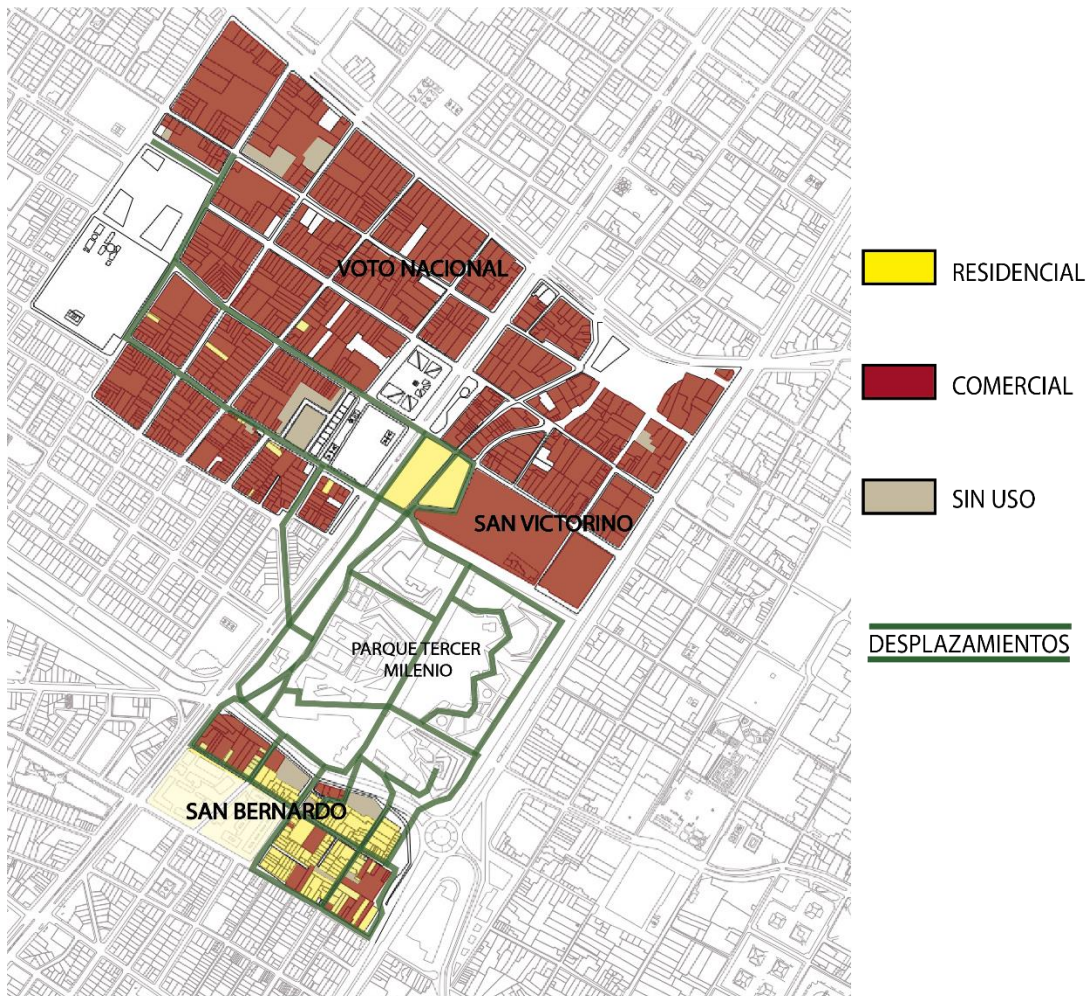 VOTO NACIONAL
SAN VICTORINO
PARQUE TERCER
MILENIO
SAN BERNARDO
RESIDENCIAL
COMERCIAL
SIN USO
DESPLAZAMIENTOS